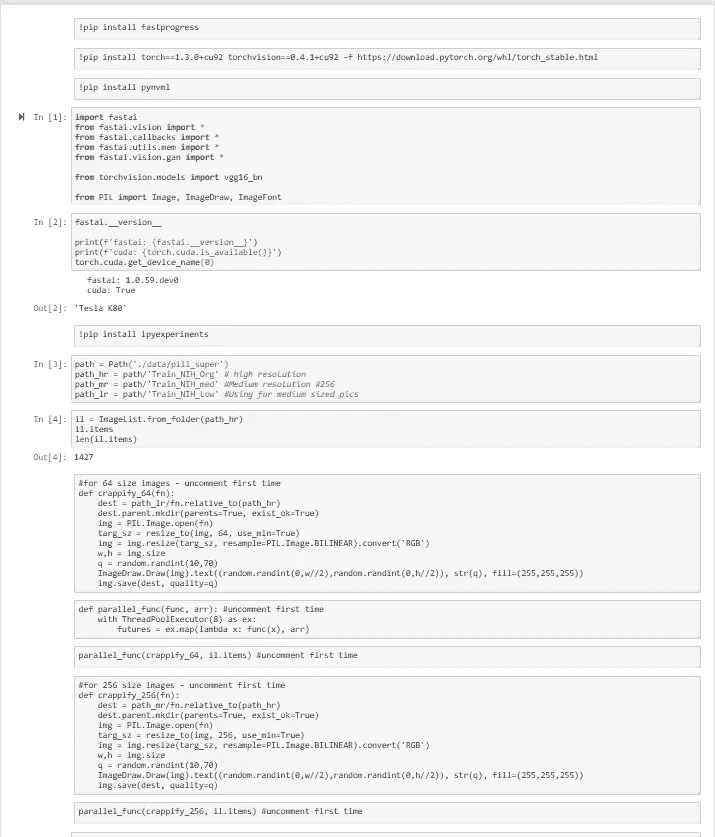 !pip install fastprogress
!pip install torch==1.3.0+cu92 torchvision==0.4.1+cu92 -f https://download.pytorch.org/whl/torch_stable.html
!pip install pynvml
In [1]: import fastai
from fastai.vision import *
from fastai.callbacks import *
from fastai.utils.mem import *
from fastai.vision.gan import *
from torchvision.models import vgg16_bn
from PIL import Image, ImageDraw, ImageFont
In [2]: fastai.__version__
print(f'fastai: {fastai.__version__}')
print(f'cuda: {torch.cuda.is_available()}')
torch.cuda.get_device_name(0)
fastai: 1.0.59.dev0
cuda: True
Out[2]: 'Tesla K80'
!pip install ipyexperiments
In [3]: path = Path('./data/pill_super')
path_hr = path/'Train_NIH_Org' # high resolution
path_mr = path/'Train_NIH_med' #Medium resolution #256
path_lr = path/'Train_NIH_Low' #Using for medium sized pics
In [4]: il = ImageList.from_folder(path_hr)
il.items
len(il.items)
Out[4]: 1427
#for 64 size images - uncomment first time
def crappify_64(fn):
    dest = path_lr/fn.relative_to(path_hr)
    dest.parent.mkdir(parents=True, exist_ok=True)
    img = PIL.Image.open(fn)
    targ_sz = resize_to(img, 64, use_min=True)
    img = img.resize(targ_sz, resample=PIL.Image.BILINEAR).convert('RGB')
    w,h = img.size
    q = random.randint(10,70)
    ImageDraw.Draw(img).text((random.randint(0,w//2),random.randint(0,h//2)), str(q), fill=(255,255,255))
    img.save(dest, quality=q)
def parallel_func(func, arr): #uncomment first time
    with ThreadPoolExecutor(8) as ex:
        futures = ex.map(lambda x: func(x), arr)
parallel_func(crappify_64, il.items) #uncomment first time
#for 256 size images - uncomment first time
def crappify_256(fn):
    dest = path_mr/fn.relative_to(path_hr)
    dest.parent.mkdir(parents=True, exist_ok=True)
    img = PIL.Image.open(fn)
    targ_sz = resize_to(img, 256, use_min=True)
    img = img.resize(targ_sz, resample=PIL.Image.BILINEAR).convert('RGB')
    w,h = img.size
    q = random.randint(10,70)
    ImageDraw.Draw(img).text((random.randint(0,w//2),random.randint(0,h//2)), str(q), fill=(255,255,255))
    img.save(dest, quality=q)
parallel_func(crappify_256, il.items) #uncomment first time